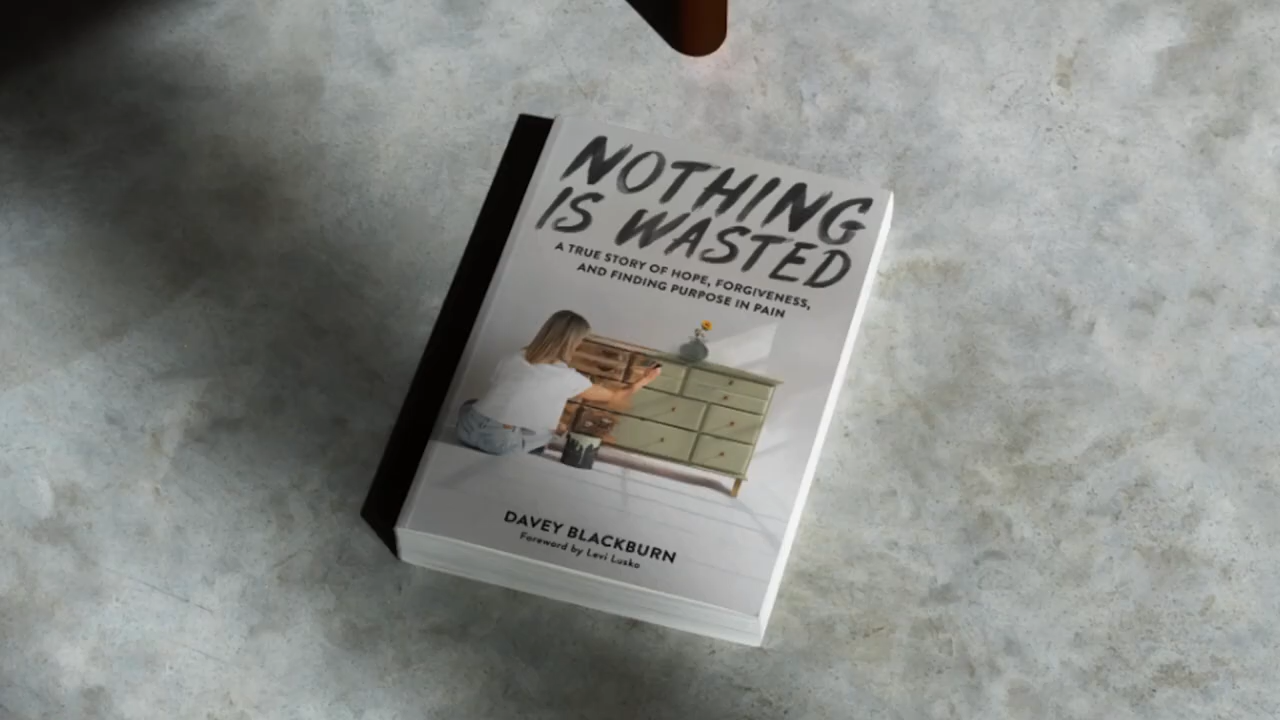 NOTHING
IS WASTED
A TRUE STORY OF HOPE, FORGIVENESS,
AND FINDING PURPOSE IN PAIN
DAVEY BLACKBURN
Foreword by Levi Lusko